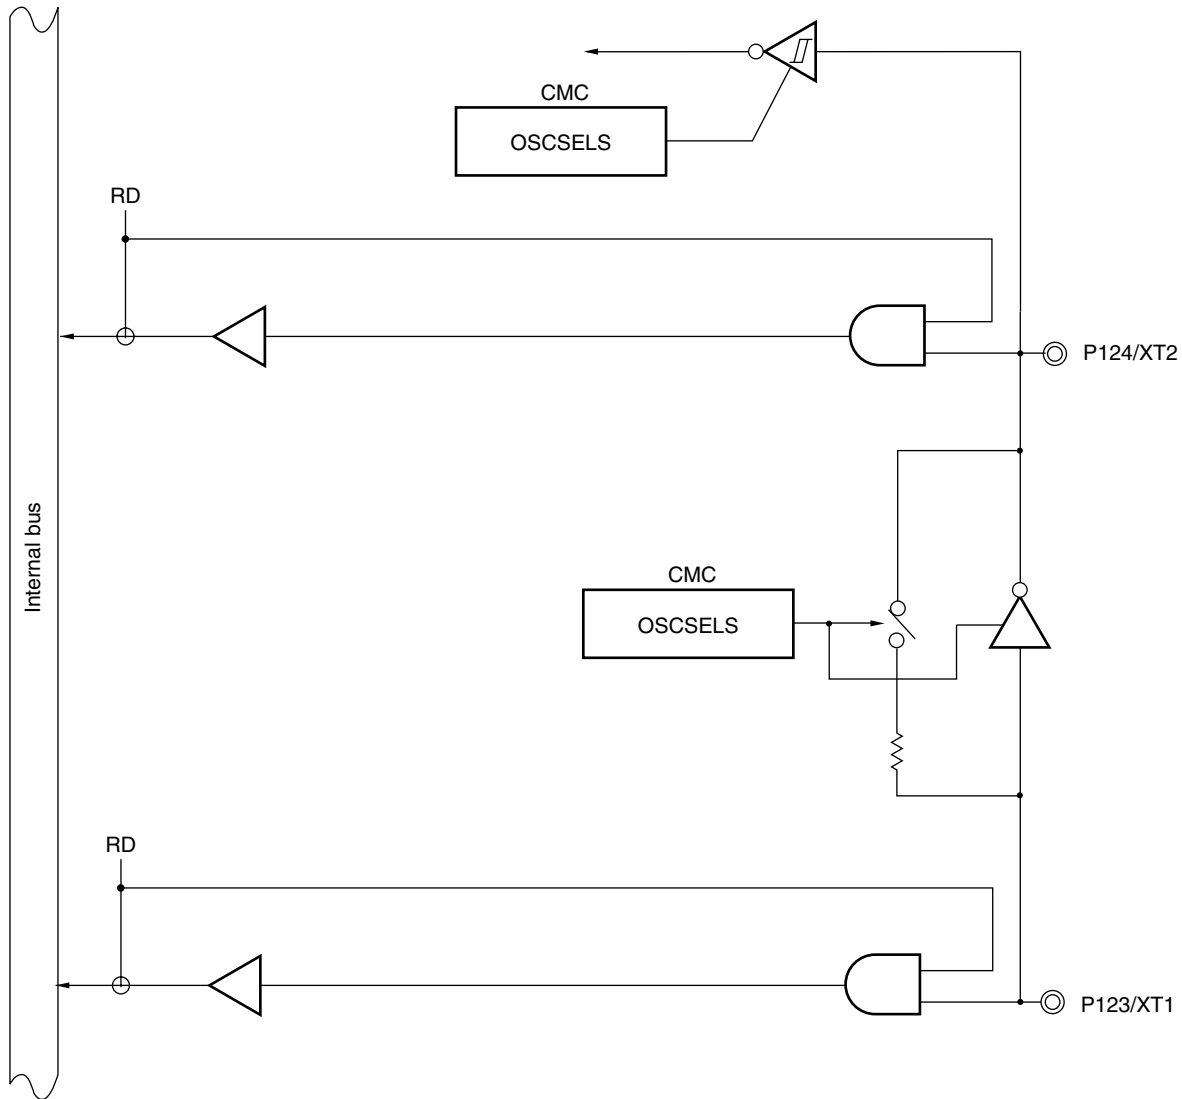 CMC
OSCSELS
RD
P124/XT2
Internal bus
CMC
OSCSELS
RD
P123/XT1